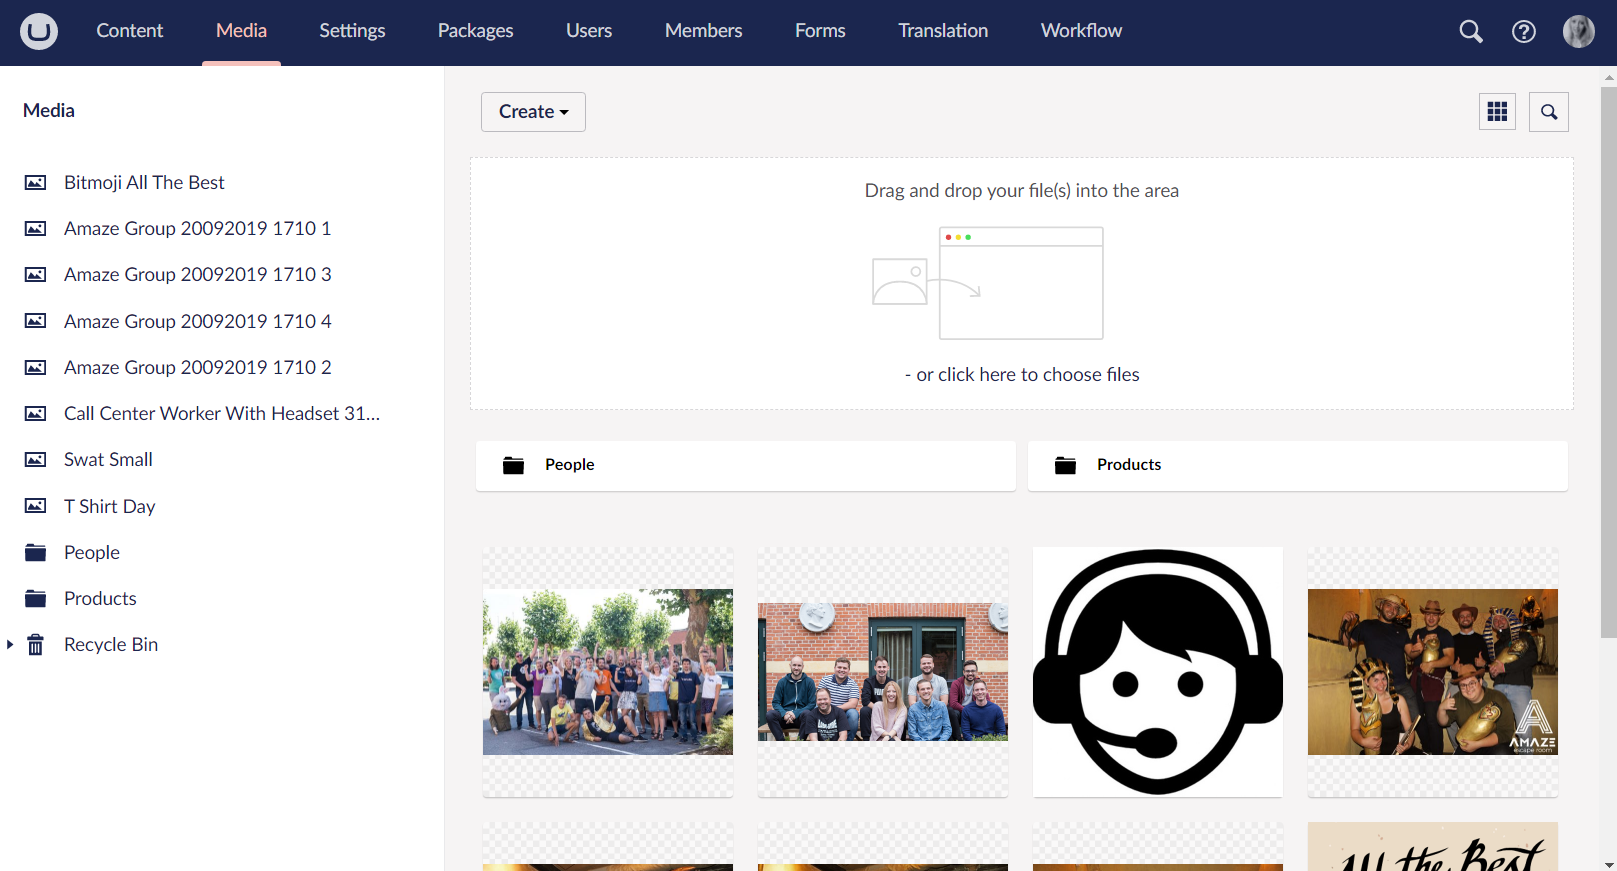 Content Media Settings Packages Users Members Forms Translation Workflow
Media
Bitmoji All The Best
Amaze Group 20092019 1710 1
Amaze Group 20092019 1710 3
Amaze Group 20092019 1710 4
Amaze Group 20092019 1710 2
Call Center Worker With Headset 31...
Swat Small
T Shirt Day
People
Products
Recycle Bin
Create
Drag and drop your file(s) into the area
- or click here to choose files
People
Products
AMAZE
escape room
All the Best